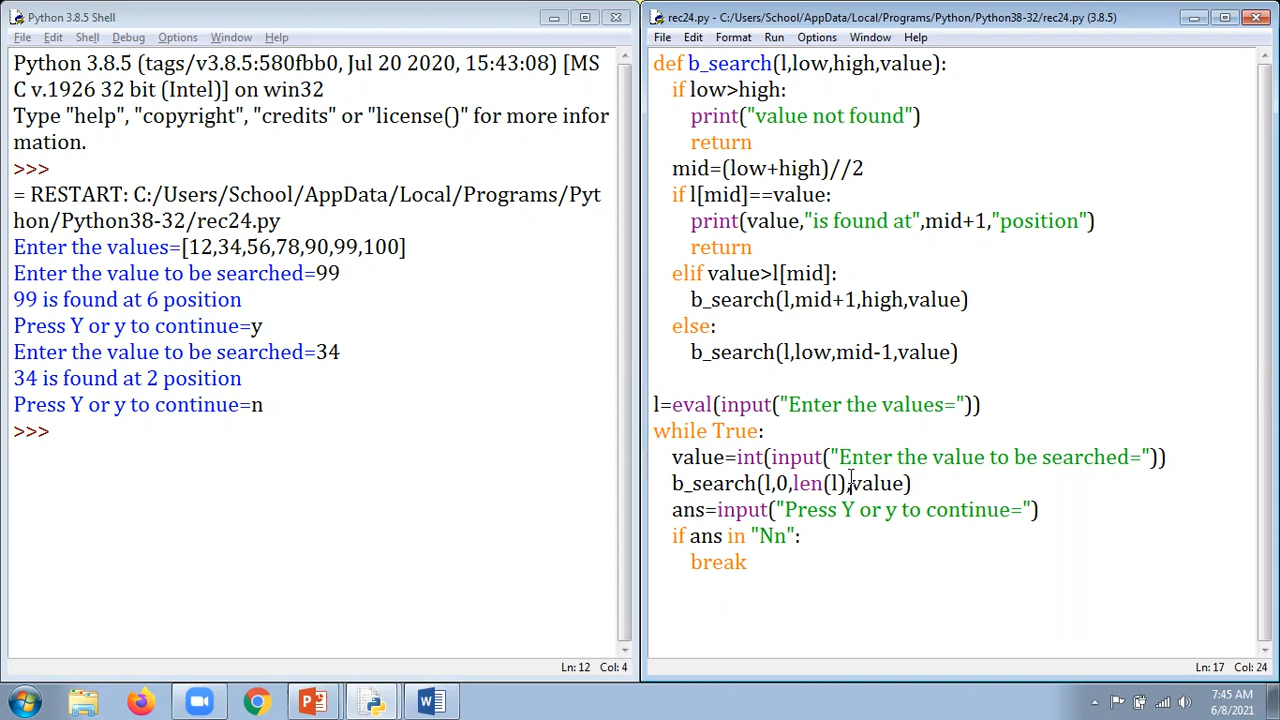 Python 3.8.5 Shell
File Edit Shell Debug Options Window Help
Python 3.8.5 (tags/v3.8.5:580fbb0, Jul 20 2020, 15:43:08) [MS
C v.1926 32 bit (Intel)] on win32
Type "help", "copyright", "credits" or "license()" for more infor
mation.
>>>
= RESTART: C:/Users/School/AppData/Local/Programs/Pyt
hon/Python38-32/rec24.py
Enter the values=[12,34,56,78,90,99,100]
Enter the value to be searched=99
99 is found at 6 position
Press Y or y to continue=y
Enter the value to be searched=34
34 is found at 2 position
Press Y or y to continue=n
>>>
Ln: 12 Col: 4
rec24.py - C:/Users/School/AppData/Local/Programs/Python/Python38-32/rec24.py (3.8.5)
File Edit Format Run Options Window Help
def b_search(l,low,high,value):
if low>high:
print("value not found")
return
mid=(low+high)//2
if l[mid]==value:
print(value,"is found at",mid+1,"position")
return
elif value>l[mid]:
b_search(l,mid+1,high,value)
else:
b_search(l,low,mid-1,value)
l=eval(input("Enter the values="))
while True:
value=int(input("Enter the value to be searched="))
b_search(l,0,len(l),value)
ans=input("Press Y or y to continue=")
if ans in "Nn":
break
Ln: 17 Col: 24
7:45 AM
6/8/2021